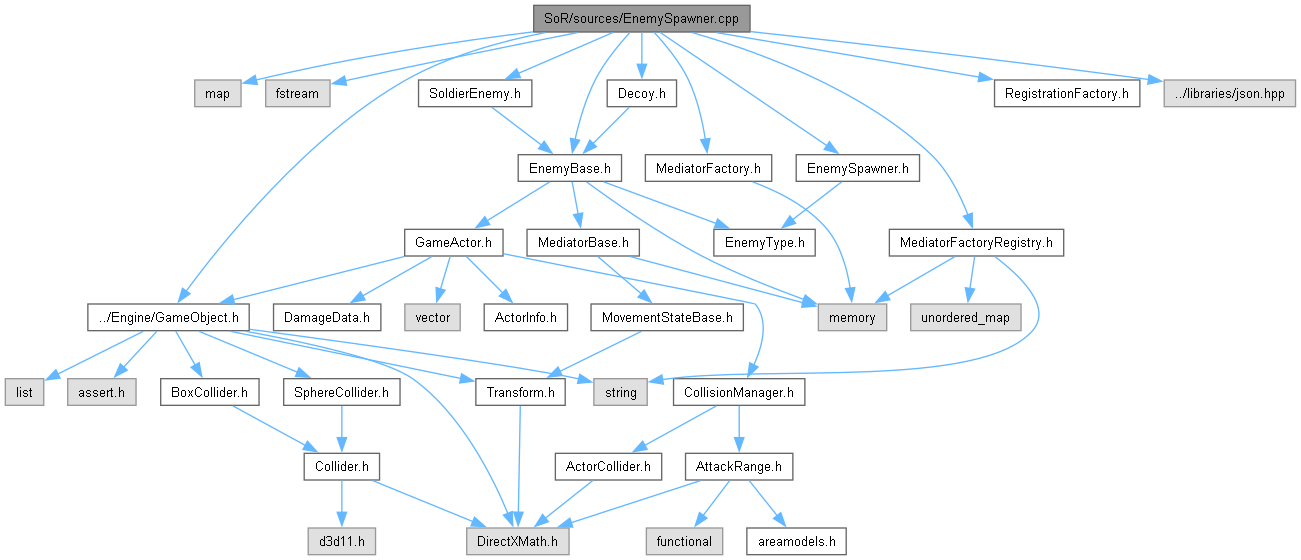 SoR/sources/EnemySpawner.cpp
map
fstream
SoldierEnemy.h
Decoy.h
RegistrationFactory.h
../libraries/json.hpp
EnemyBase.h
MediatorFactory.h
EnemySpawner.h
GameActor.h
MediatorBase.h
EnemyType.h
MediatorFactoryRegistry.h
../Engine/GameObject.h
DamageData.h
vector
ActorInfo.h
MovementStateBase.h
memory
unordered_map
list
assert.h
BoxCollider.h
SphereCollider.h
Transform.h
string
CollisionManager.h
Collider.h
ActorCollider.h
AttackRange.h
d3d11.h
DirectXMath.h
functional
areamodels.h